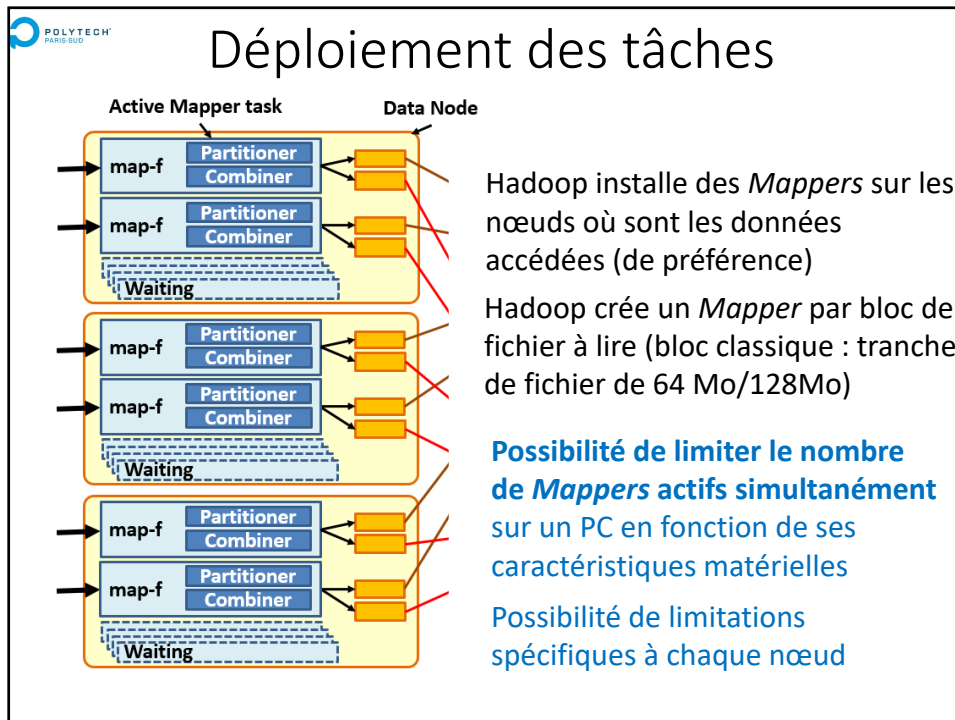 POLYTECH'
PARIS-SUD
Déploiement des tâches
Active Mapper task
Data Node
map-f
Partitioner
Combiner
map-f
Partitioner
Combiner
Waiting
map-f
Partitioner
Combiner
map-f
Partitioner
Combiner
Waiting
map-f
Partitioner
Combiner
map-f
Partitioner
Combiner
Waiting
Hadoop installe des Mappers sur les
nœuds où sont les données
accédées (de préférence)
Hadoop crée un Mapper par bloc de
fichier à lire (bloc classique : tranche
de fichier de 64 Mo/128Mo)
Possibilité de limiter le nombre
de Mappers actifs simultanément
sur un PC en fonction de ses
caractéristiques matérielles
Possibilité de limitations
spécifiques à chaque nœud